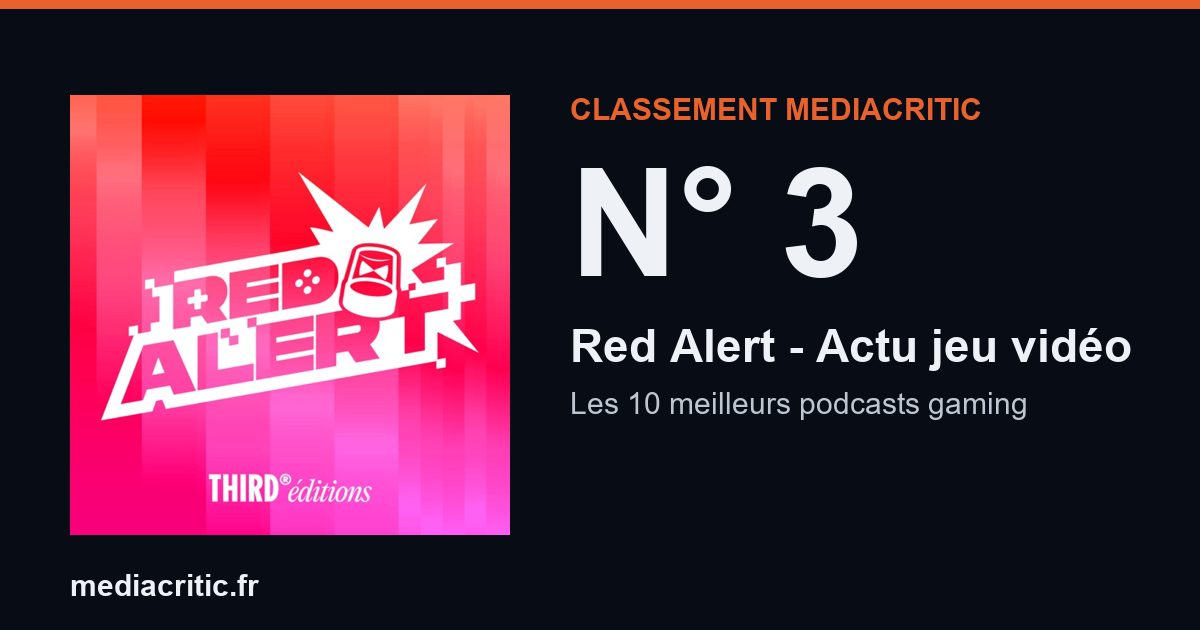 CLASSEMENT MEDIACRITIC
N° 3
Red Alert - Actu jeu vidéo
Les 10 meilleurs podcasts gaming
RED
ALERT
THIRD® éditions
mediacritic.fr